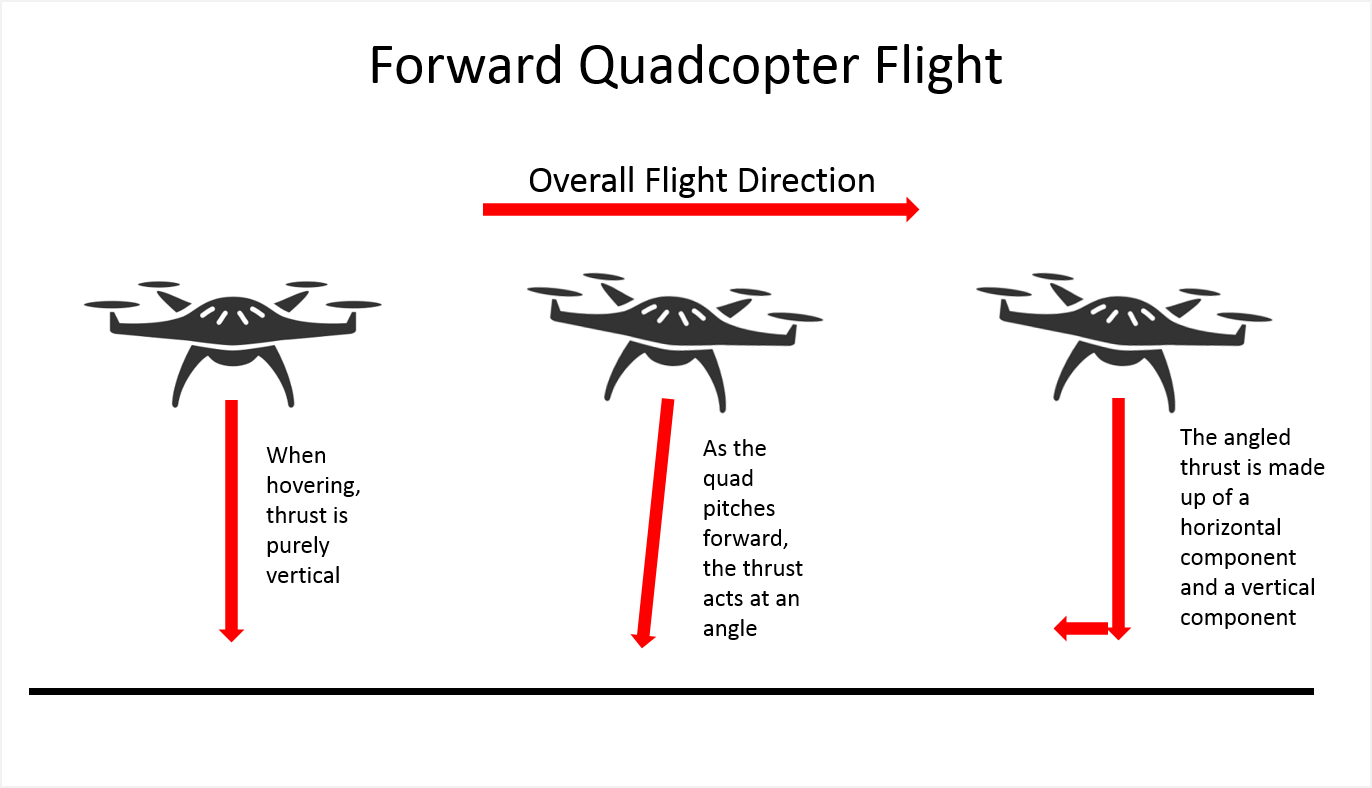 Forward Quadcopter Flight
Overall Flight Direction
When
hovering,
thrust is
purely
vertical
As the
quad
pitches
forward,
the thrust
acts at an
angle
The angled
thrust is made
up of a
horizontal
component
and a vertical
component